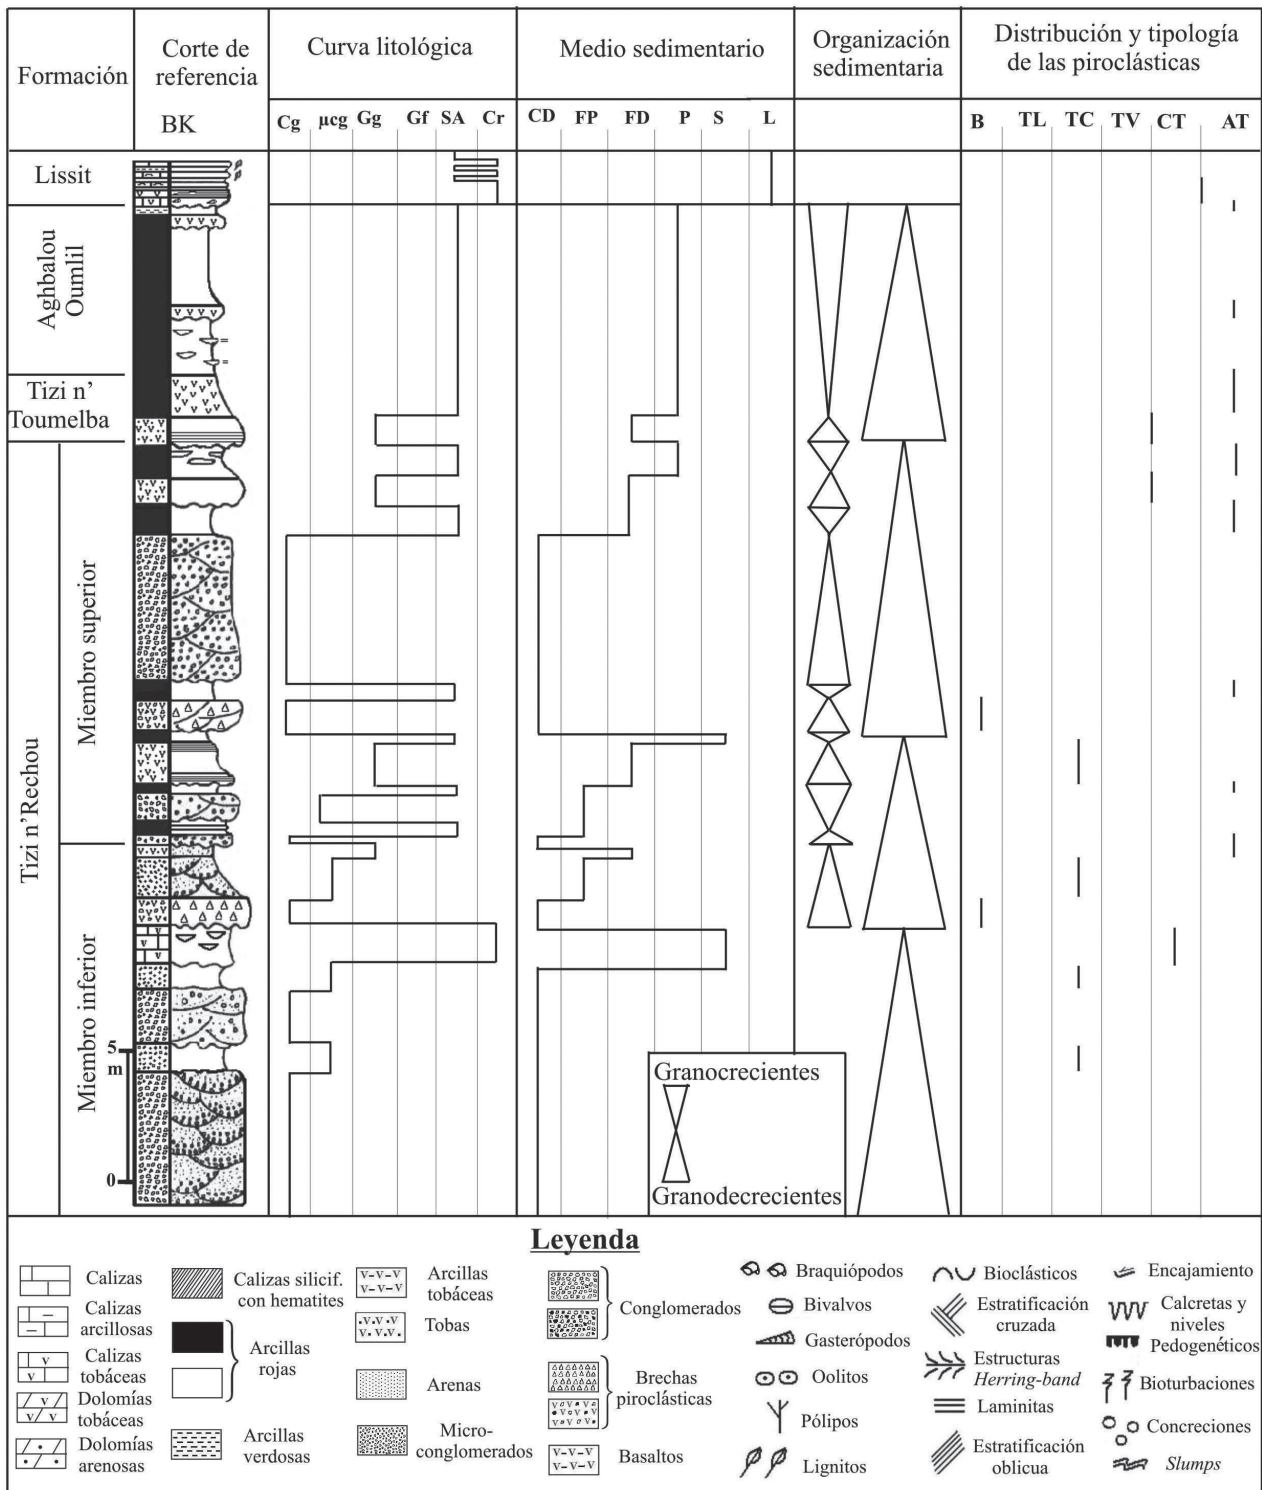 Formación
Corte de
referencia
BK
Curva litológica
Medio sedimentario
Organización
sedimentaria
Distribución y tipología
de las piroclásticas
Cg µcg Gg Gf SA Cr
CD FP FD P S L
B TL TC TV CT AT
Lissit
Aghbalou
Oumlil
Tizi n’
Toumelba
Tizi n’Rechou
Miembro superior
Miembro inferior
5
m
0
Granocrecientes
Granodecrecientes
Leyenda
Calizas
Calizas
arcillosas
Calizas
tobáceas
Dolomías
tobáceas
Dolomías
arenosas
Calizas silicif.
con hematites
Arcillas
rojas
Arcillas
verdosas
Arcillas
tobáceas
Tobas
Arenas
Micro-
conglomerados
Conglomerados
Brechas
piroclásticas
Basaltos
Braquiópodos
Bivalvos
Gasterópodos
Oolitos
Pólipos
Lignitos
Bioclásticos
Estratificación
cruzada
Estructuras
Herring-band
Laminitas
Estratificación
oblicua
Encajamiento
Calcretas y
niveles
Pedogenéticos
Bioturbaciones
Concreciones
Slumps